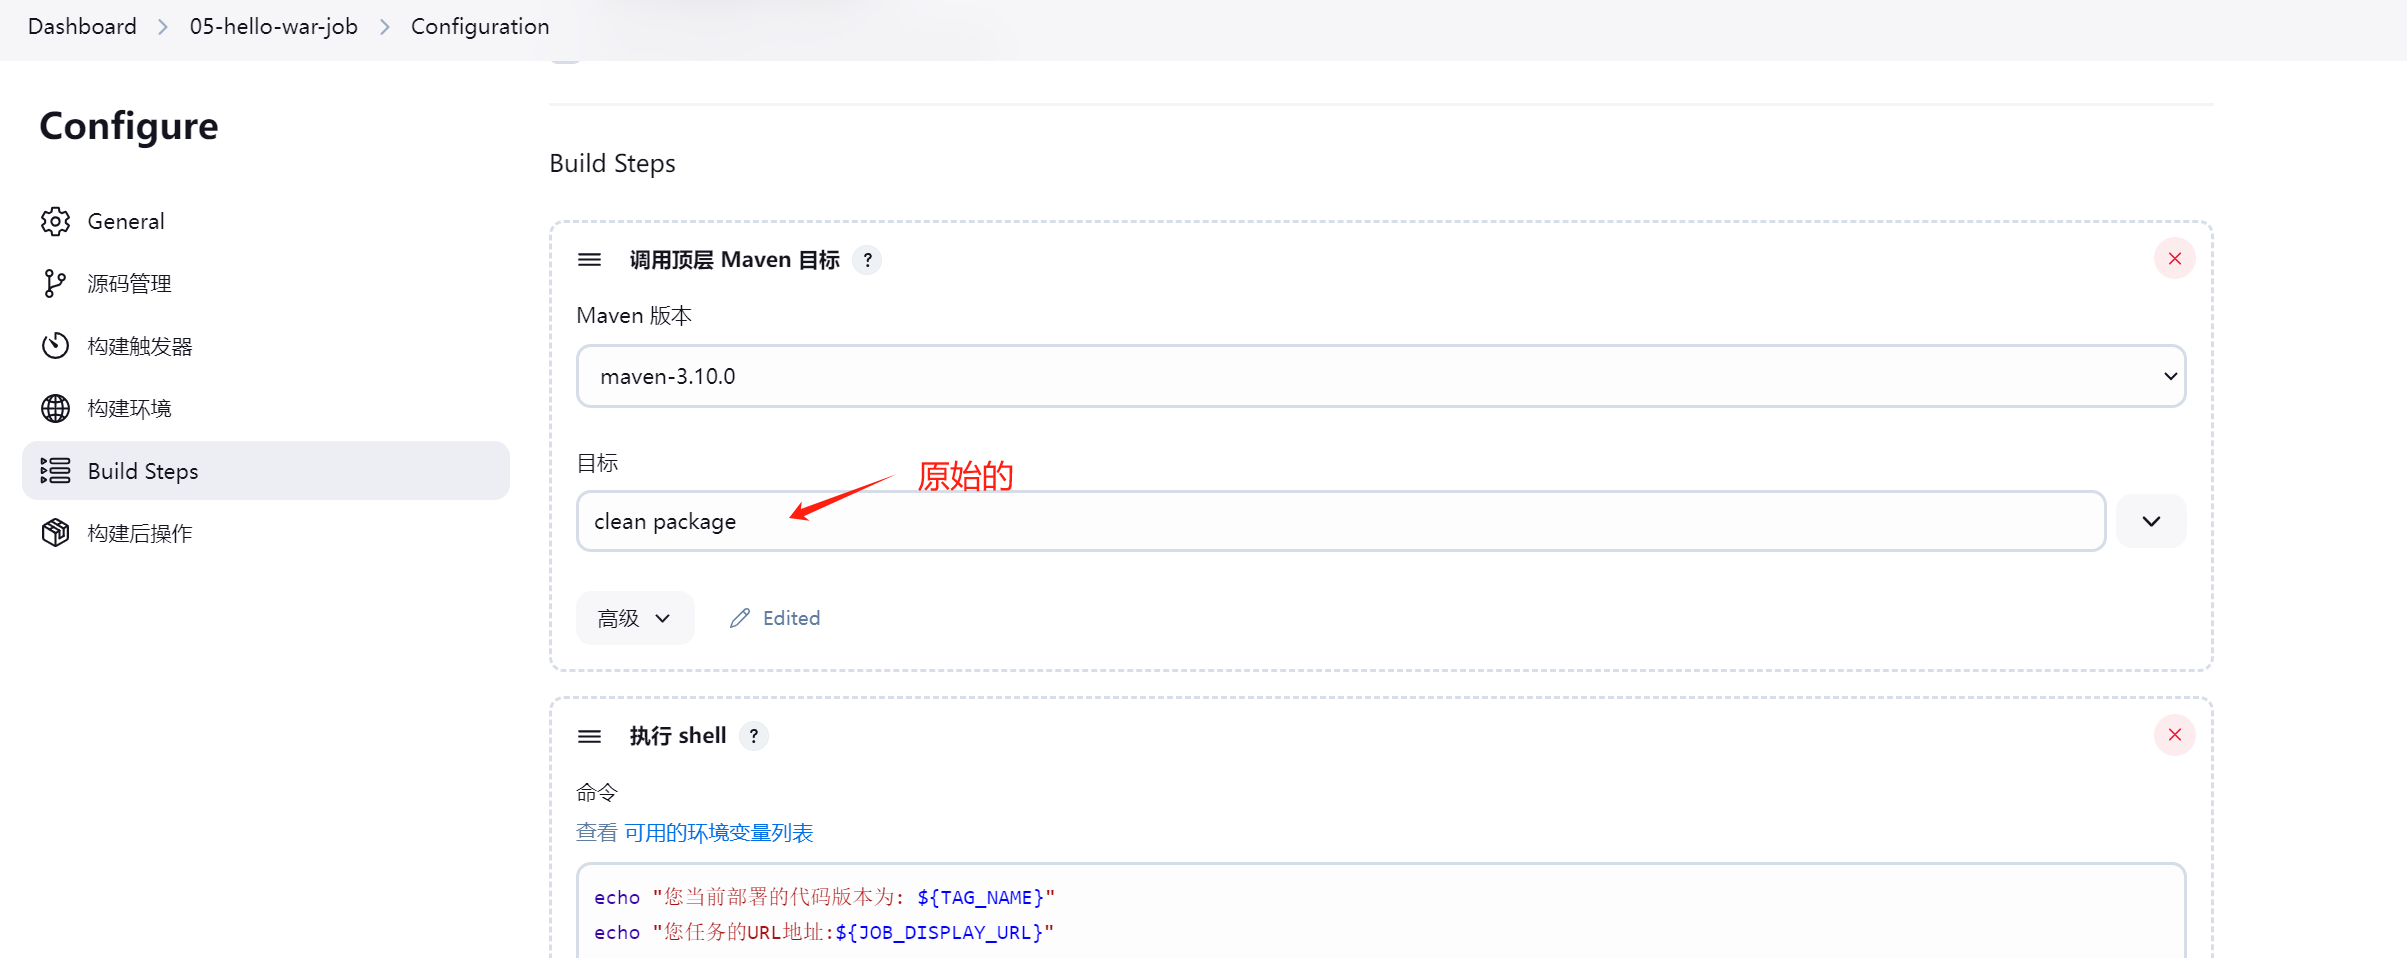 Dashboard > 05-hello-war-job > Configuration
Configure
General
源码管理
构建触发器
构建环境
Build Steps
构建后操作
Build Steps
调用顶层 Maven 目标 ?
Maven 版本
maven-3.10.0
目标
原始的
clean package
高级
Edited
执行 shell ?
命令
查看 可用的环境变量列表
echo "您当前部署的代码版本为: ${TAG_NAME}"
echo "您任务的URL地址:${JOB_DISPLAY_URL}"